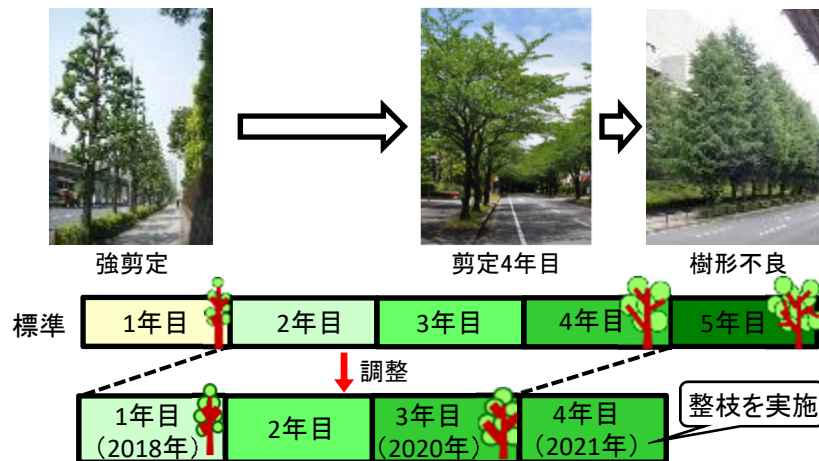 強剪定
剪定4年目
樹形不良
標準
1年目
2年目
3年目
4年目
5年目
調整
1年目
（2018年）
2年目
3年目
（2020年）
4年目
（2021年）
整枝を実施